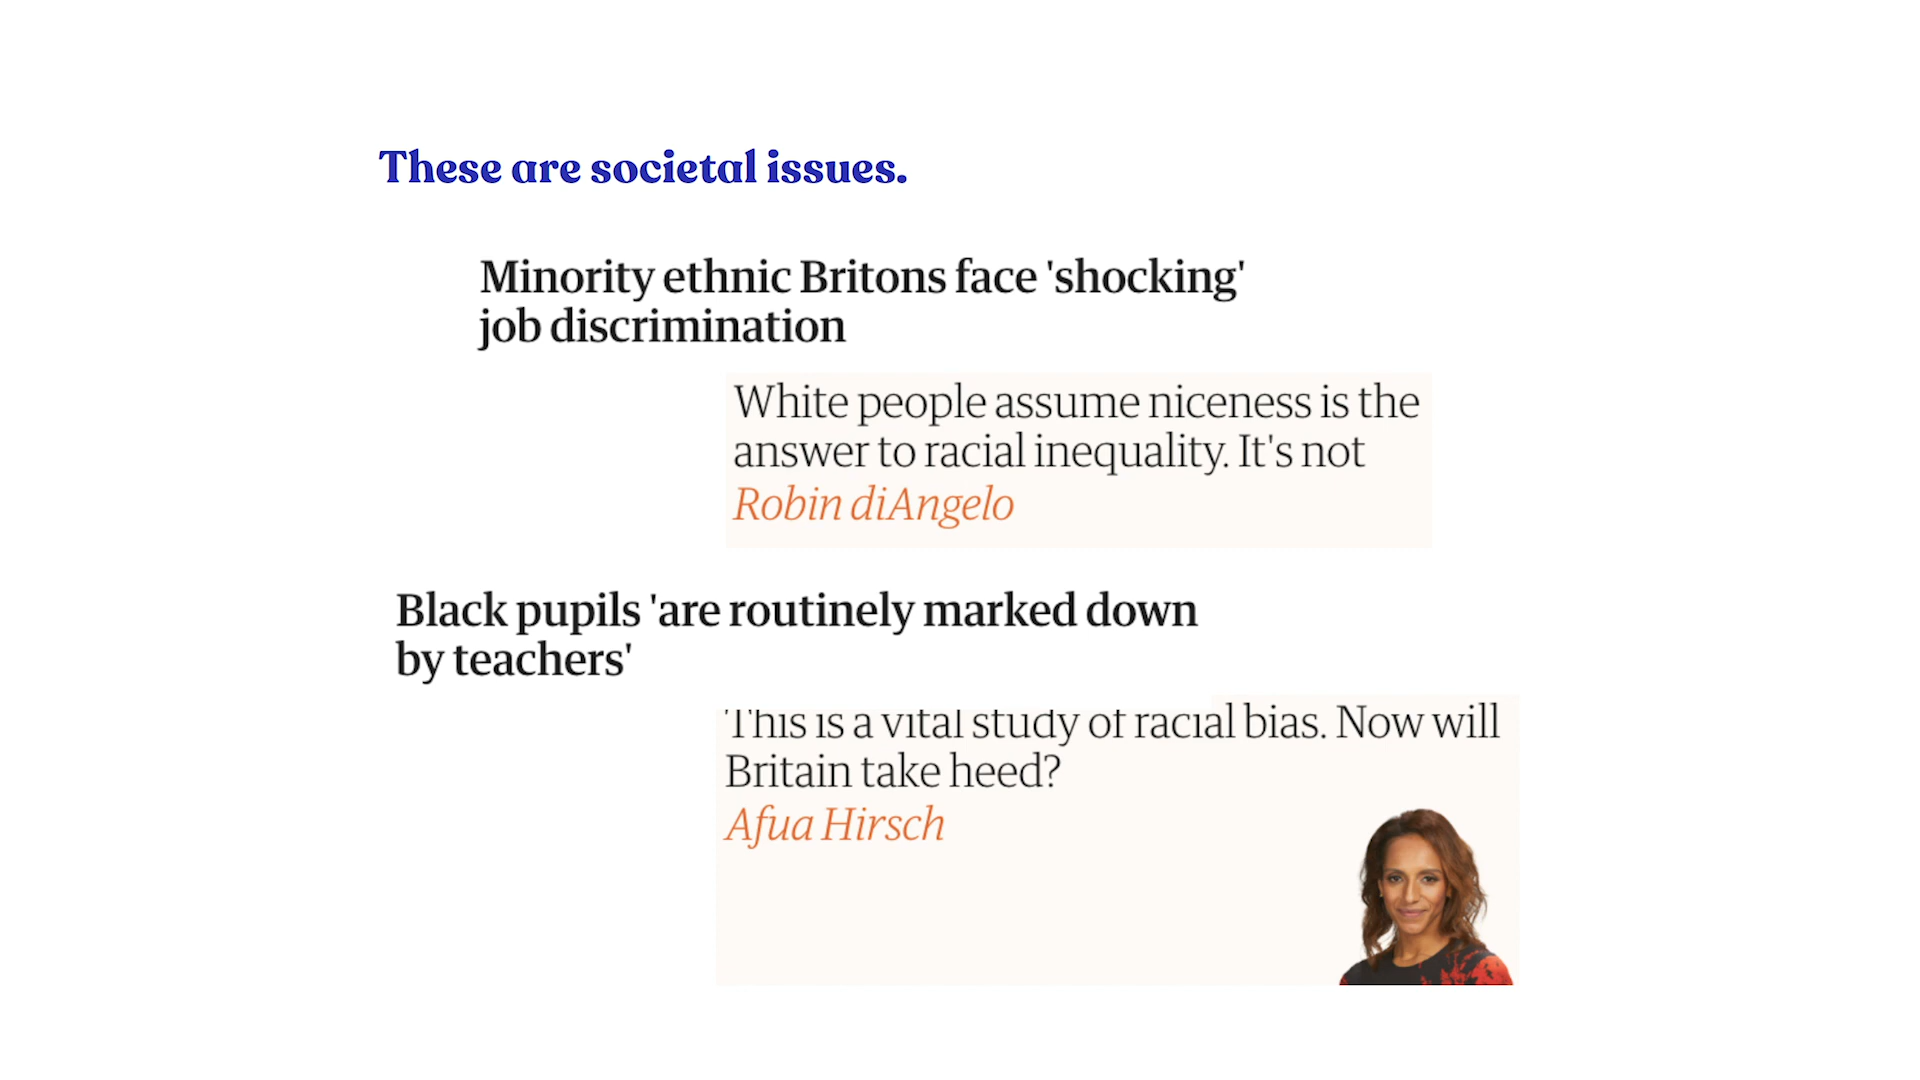 These are societal issues.
Minority ethnic Britons face 'shocking'
job discrimination
White people assume niceness is the
answer to racial inequality. It's not
Robin diAngelo
Black pupils 'are routinely marked down
by teachers'
This is a vital study of racial bias. Now will
Britain take heed?
Afua Hirsch